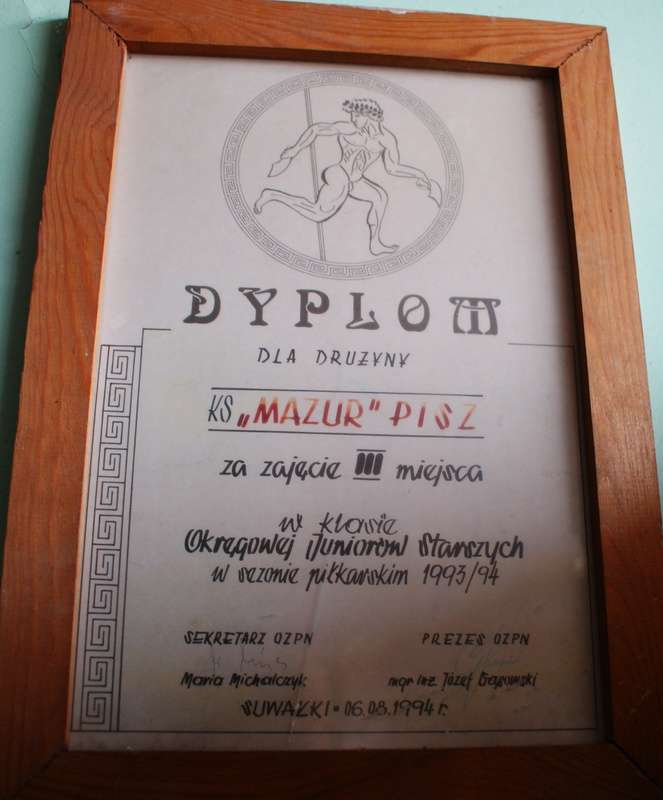 DYPLOM
DLA DRUŻYNY
KS „MAZUR” PISZ
za zajęcie III miejsca
w klasie
Okręgowej Juniorów Starszych
w sezonie piłkarskim 1993/94
SEKRETARZ OZPN PREZES OZPN
Maria Michalczyk mgr inż. Józef
SUWAŁKI 06.08.1994 r.